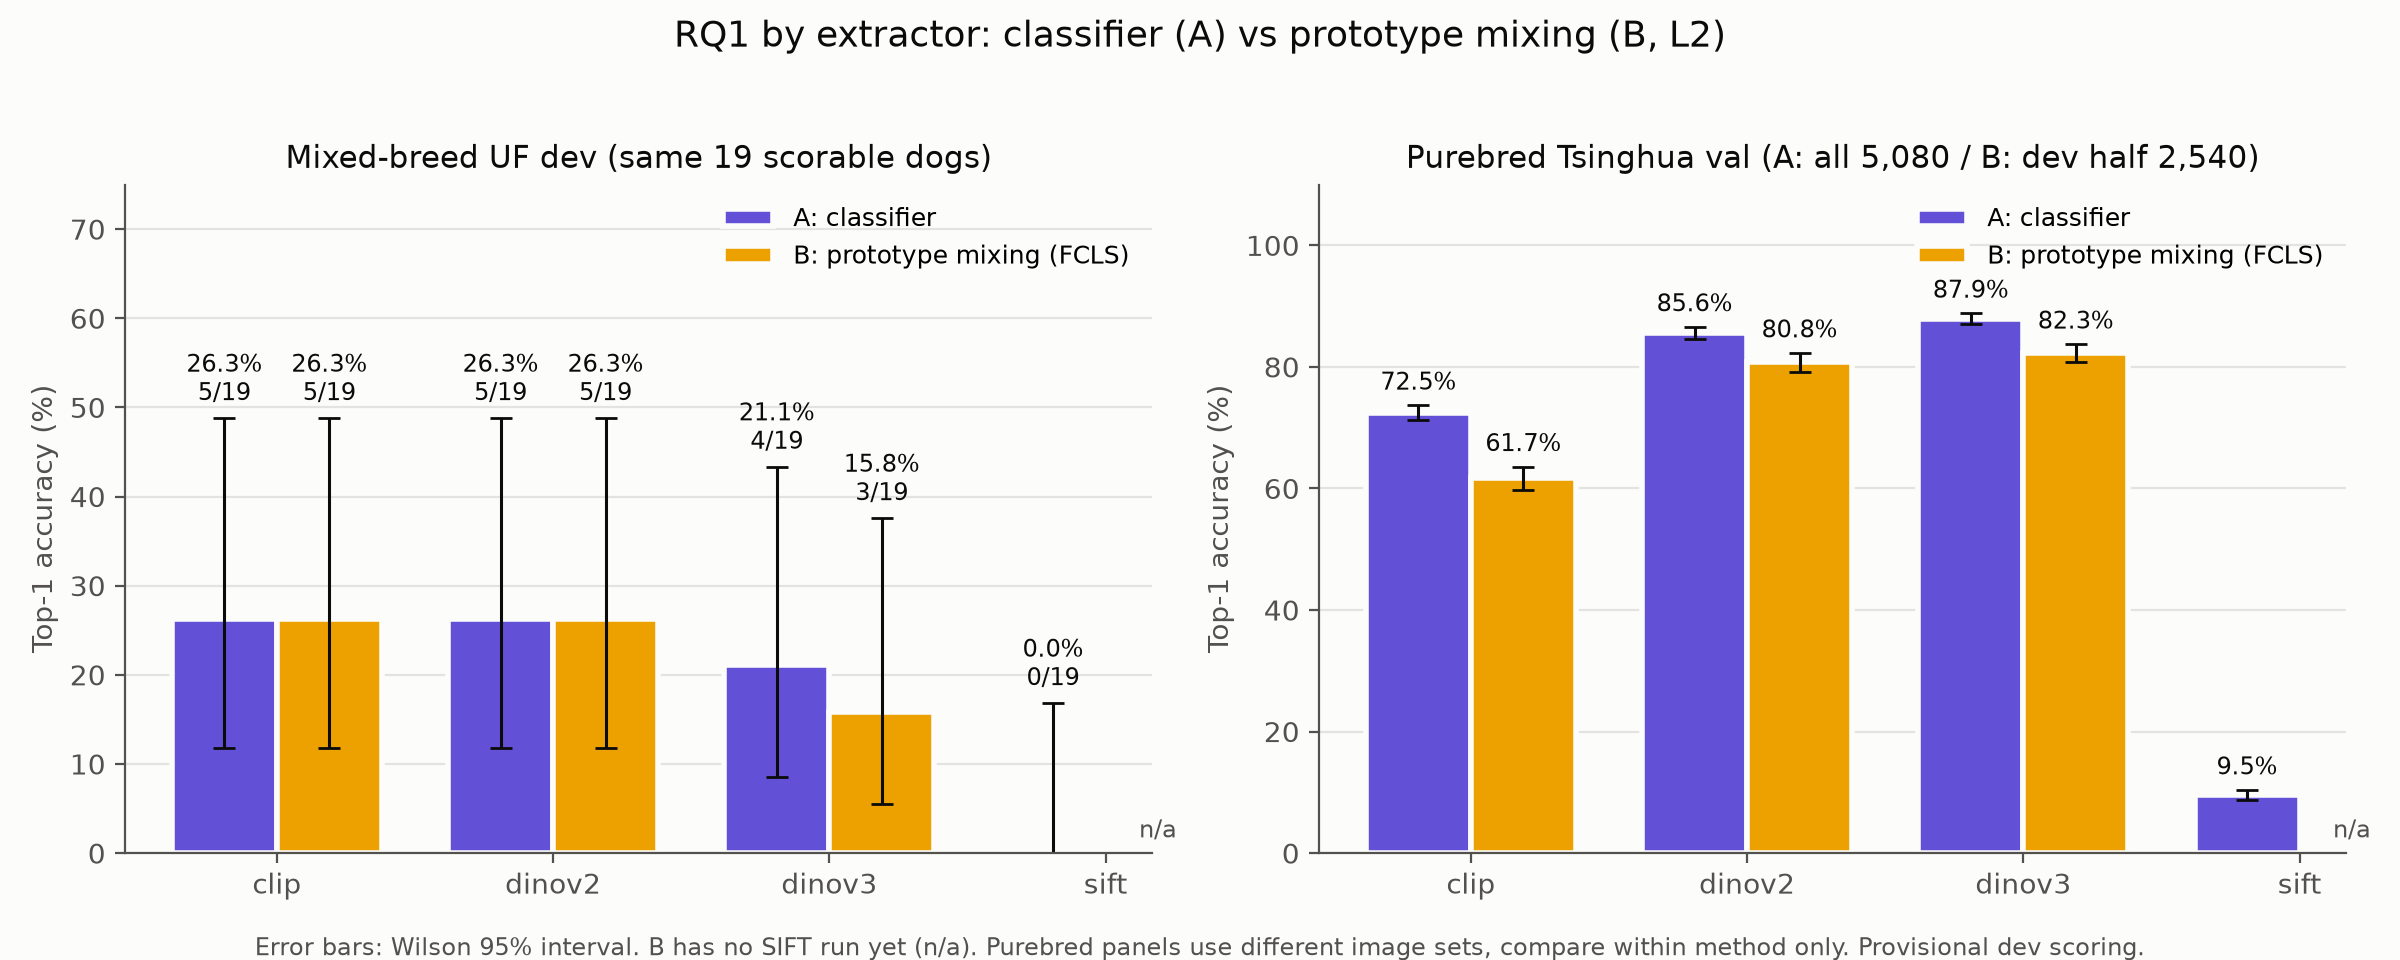 RQ1 by extractor: classifier (A) vs prototype mixing (B, L2)
Mixed-breed UF dev (same 19 scorable dogs)
A: classifier
B: prototype mixing (FCLS)
Top-1 accuracy (%)
70
60
50
40
30
20
10
0
26.3%
5/19
26.3%
5/19
26.3%
5/19
26.3%
5/19
21.1%
4/19
15.8%
3/19
0.0%
0/19
n/a
clip
dinov2
dinov3
sift
Purebred Tsinghua val (A: all 5,080 / B: dev half 2,540)
A: classifier
B: prototype mixing (FCLS)
Top-1 accuracy (%)
100
80
60
40
20
0
72.5%
61.7%
85.6%
80.8%
87.9%
82.3%
9.5%
n/a
clip
dinov2
dinov3
sift
Error bars: Wilson 95% interval. B has no SIFT run yet (n/a). Purebred panels use different image sets, compare within method only. Provisional dev scoring.